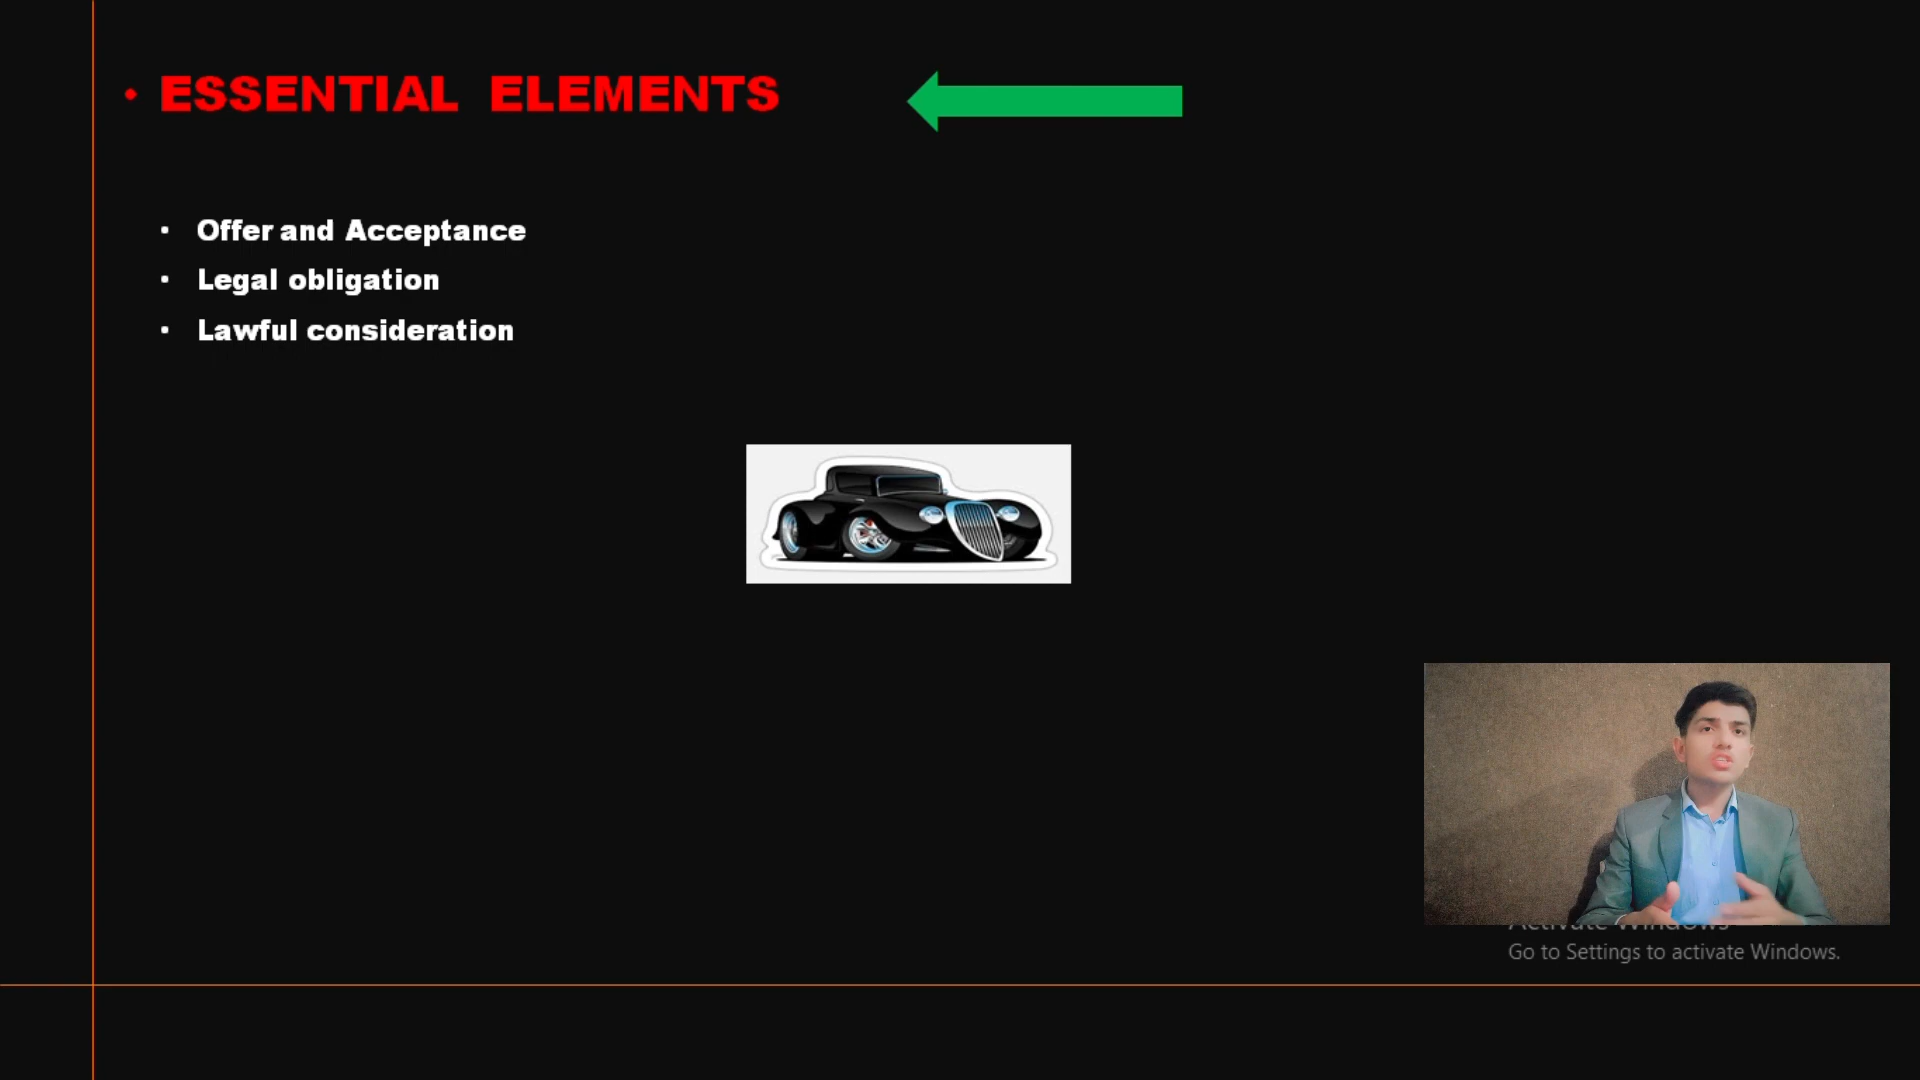 ESSENTIAL ELEMENTS
Offer and Acceptance
Legal obligation
Lawful consideration
Activate Windows
Go to Settings to activate Windows.